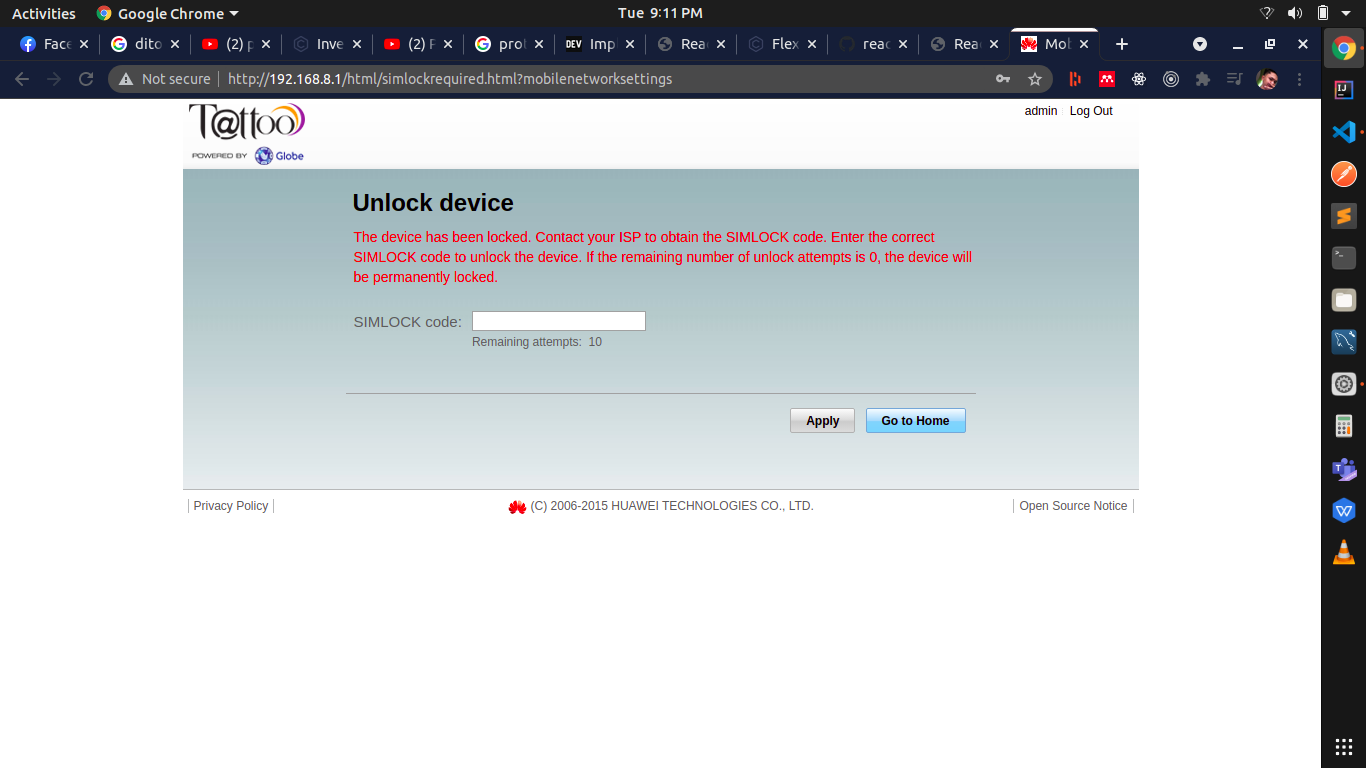 Activities Google Chrome Tue 9:11 PM
Face dito (2) p Inve (2) F prot DEV Imp Rea Flex reac Rea Mob
Not secure http://192.168.8.1/html/simlockrequired.html?mobilenetworksettings
T@ttoo
POWERED BY Globe
admin Log Out
Unlock device
The device has been locked. Contact your ISP to obtain the SIMLOCK code. Enter the correct
SIMLOCK code to unlock the device. If the remaining number of unlock attempts is 0, the device will
be permanently locked.
SIMLOCK code:
Remaining attempts: 10
Apply Go to Home
Privacy Policy (C) 2006-2015 HUAWEI TECHNOLOGIES CO., LTD. Open Source Notice